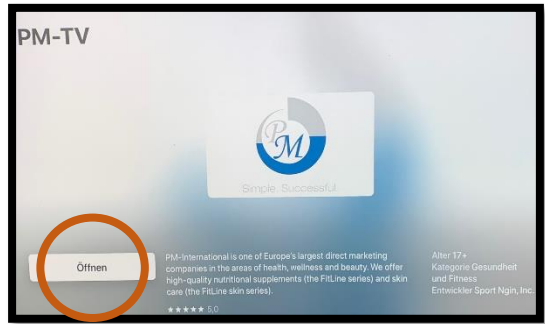 PM-TV
PM
Simple. Successful.
Öffnen
PM-International is one of Europe's largest direct marketing
companies in the areas of health, wellness and beauty. We offer
high-quality nutritional supplements (the FitLine series) and skin
care (the FitLine skin series).
★★★★★ 5,0
Alter 17+
Kategorie Gesundheit
und Fitness
Entwickler Sport Ngin, Inc.